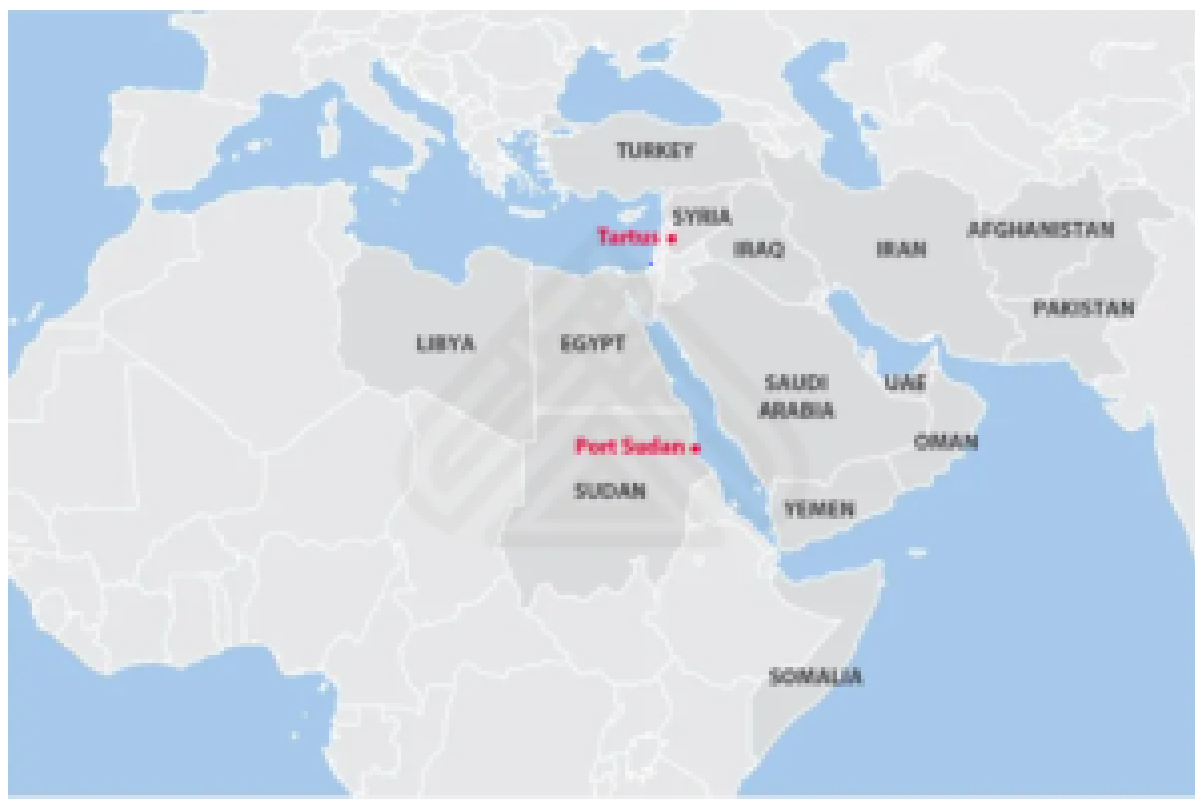 TURKEY
SYRIA
Tartus
IRAQ
IRAN
AFGHANISTAN
PAKISTAN
LIBYA
EGYPT
SAUDI
ARABIA
UAE
OMAN
Port Sudan
SUDAN
YEMEN
SOMALIA